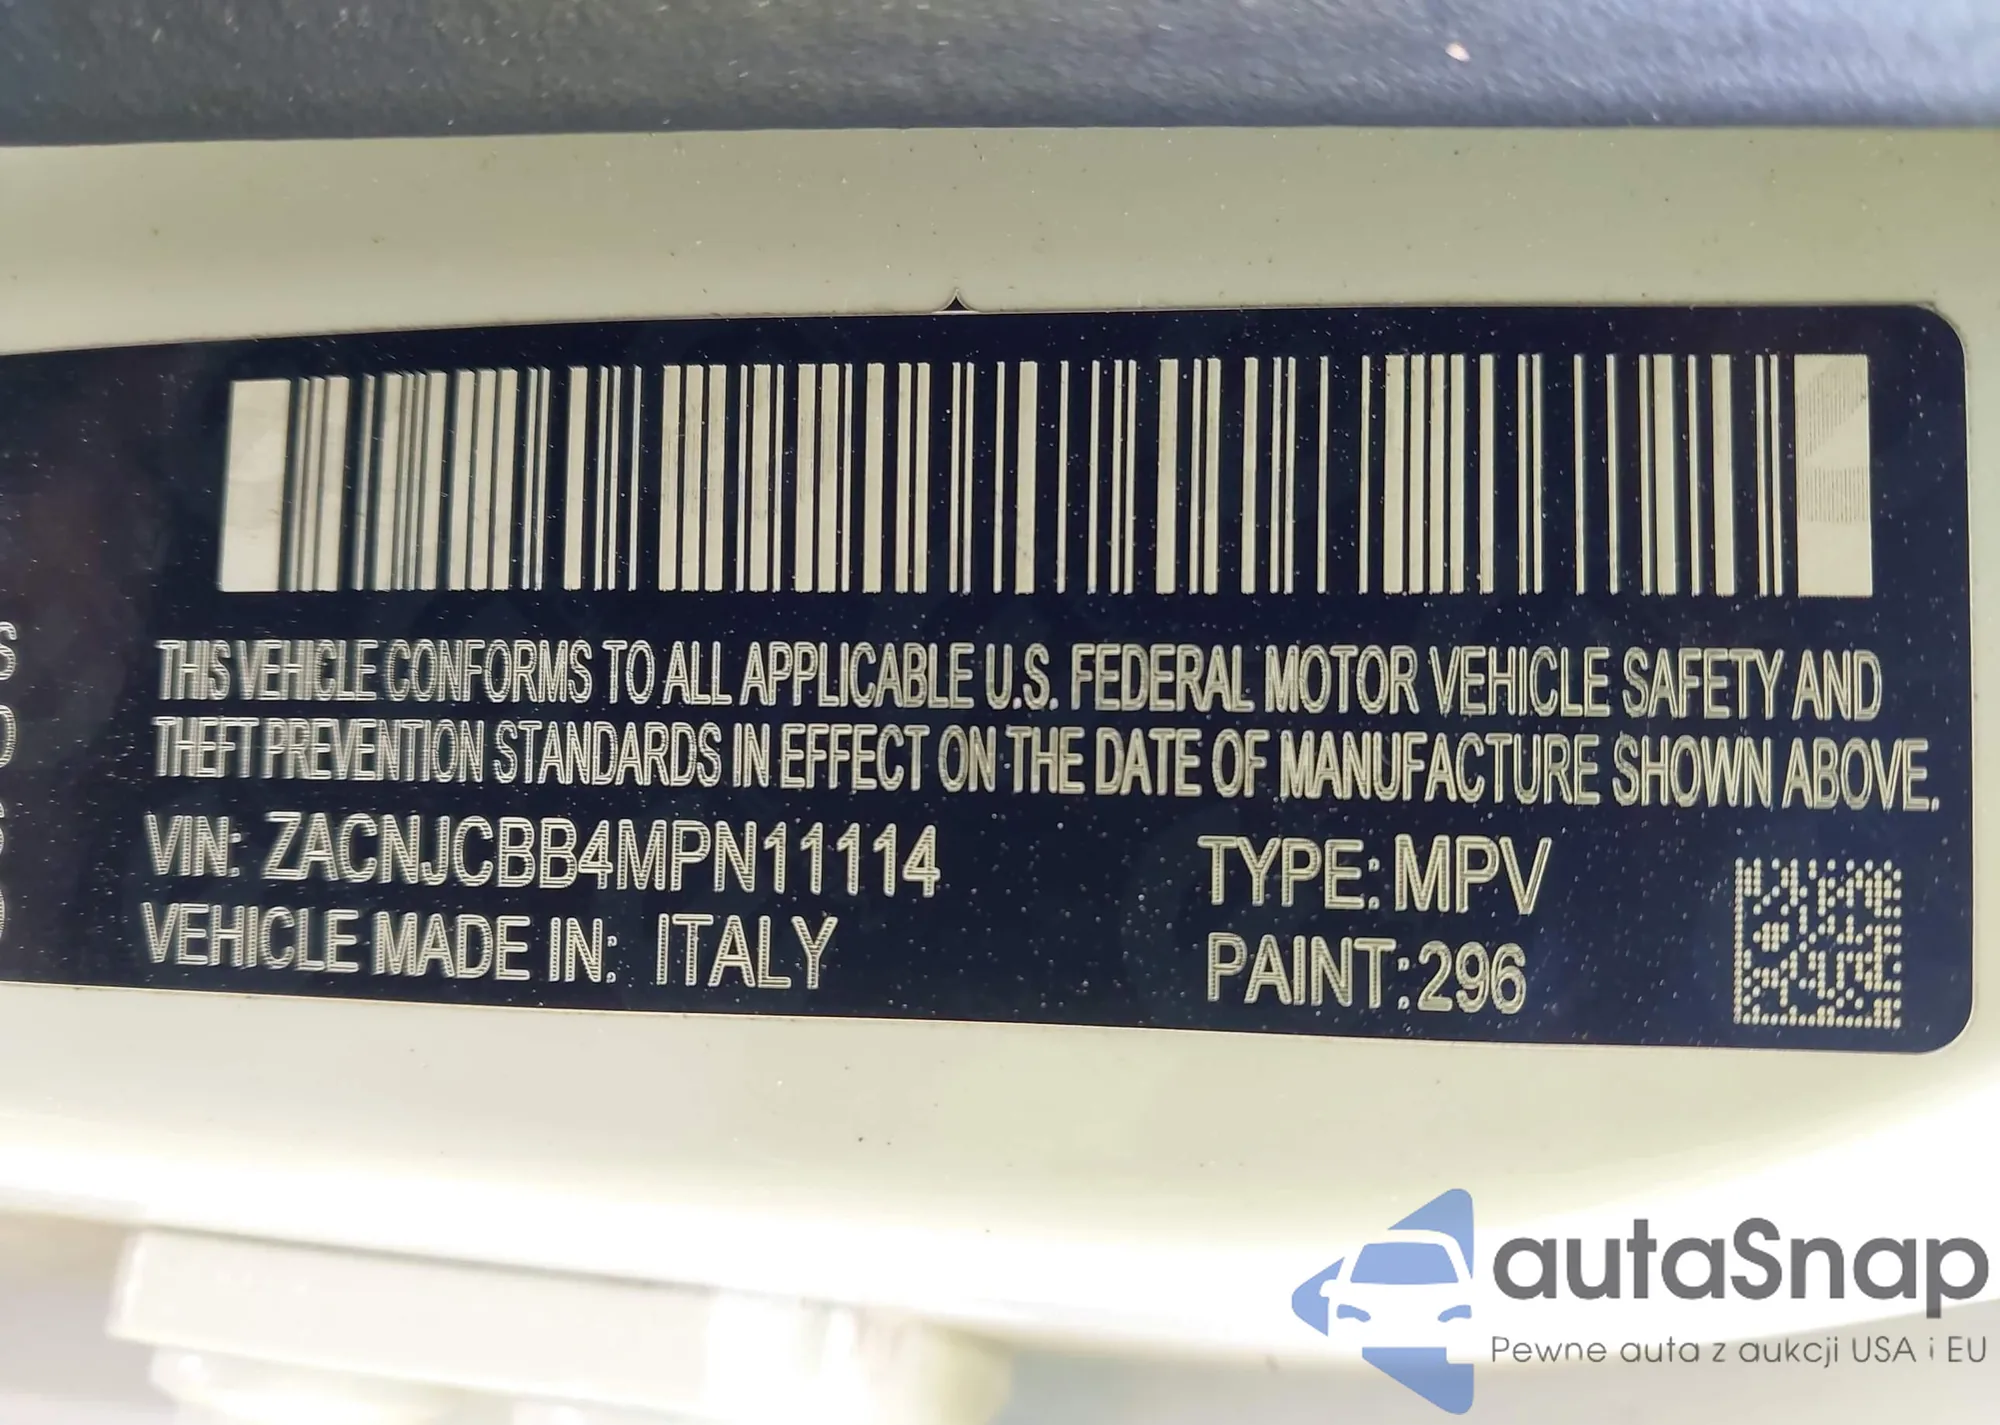 THIS VEHICLE CONFORMS TO ALL APPLICABLE U.S. FEDERAL MOTOR VEHICLE SAFETY AND
THEFT PREVENTION STANDARDS IN EFFECT ON THE DATE OF MANUFACTURE SHOWN ABOVE.
VIN: ZACNJCBB4MPN11114 TYPE: MPV
VEHICLE MADE IN: ITALY PAINT: 296
autaSnap
Pewne auta z aukcji USA i EU